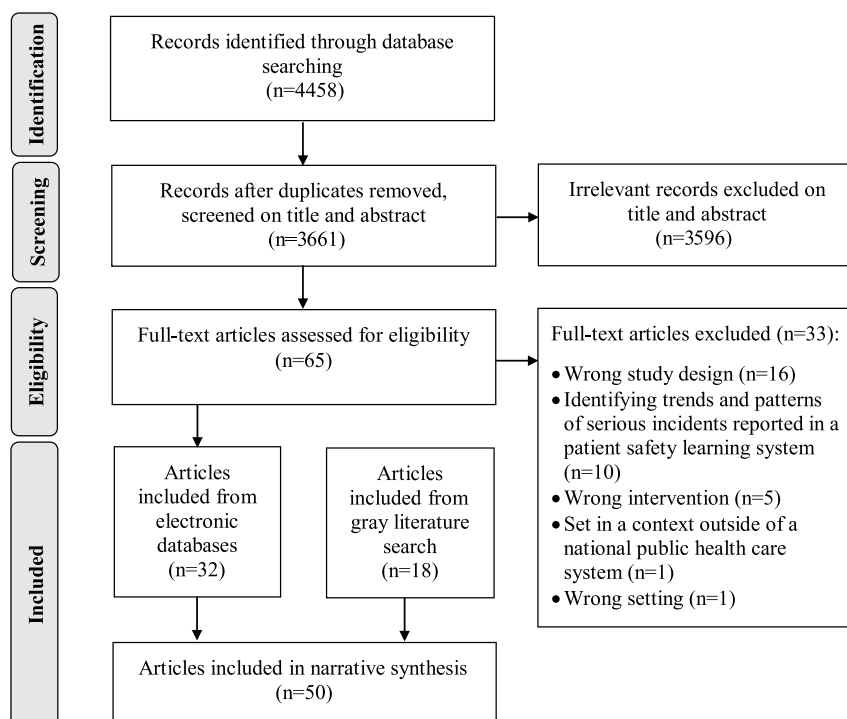 Identification
Records identified through database
searching
(n=4458)
Screening
Records after duplicates removed,
screened on title and abstract
(n=3661)
Irrelevant records excluded on
title and abstract
(n=3596)
Eligibility
Full-text articles assessed for eligibility
(n=65)
Full-text articles excluded (n=33):
• Wrong study design (n=16)
• Identifying trends and patterns
of serious incidents reported in a
patient safety learning system
(n=10)
• Wrong intervention (n=5)
• Set in a context outside of a
national public health care
system (n=1)
• Wrong setting (n=1)
Included
Articles
included from
electronic
databases
(n=32)
Articles
included from
gray literature
search
(n=18)
Articles included in narrative synthesis
(n=50)